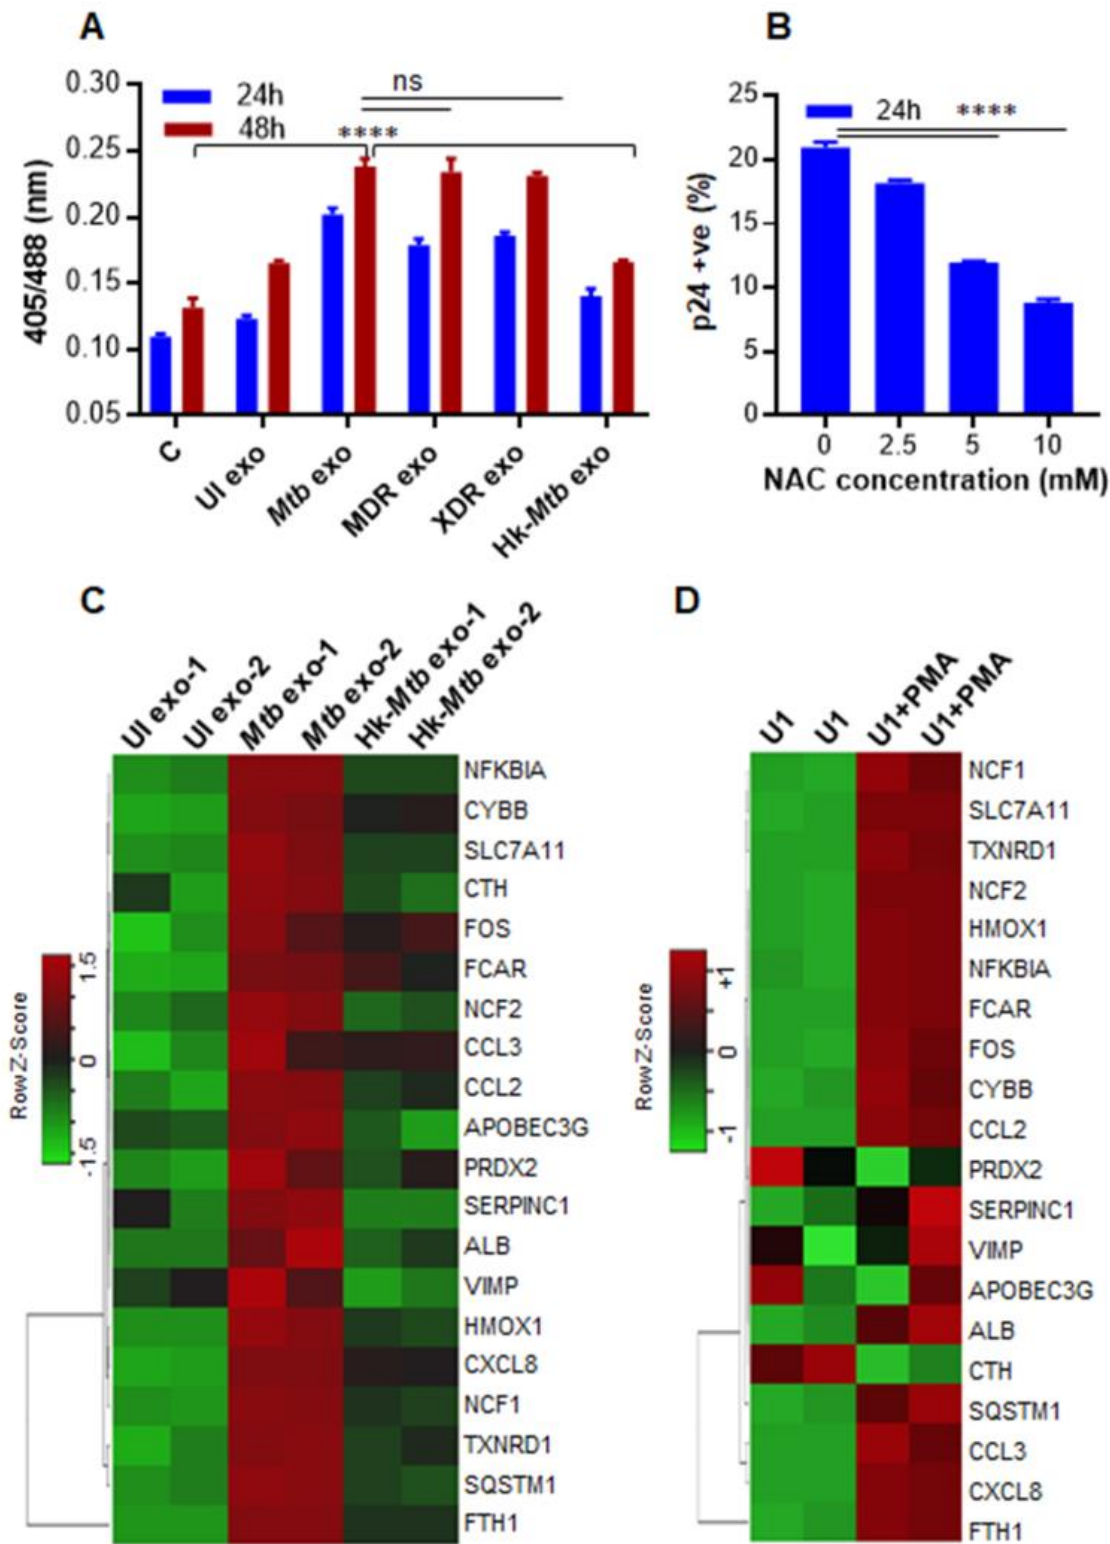 A
405/488 (nm)
0.30
0.25
0.20
0.15
0.10
0.05
24h
48h
ns
****
C
UI exo
Mtb exo
MDR exo
XDR exo
Hk-Mtb exo
B
p24 +ve (%)
25
20
15
10
5
0
24h
****
0 2.5 5 10
NAC concentration (mM)
C
UI exo-1
UI exo-2
Mtb exo-1
Mtb exo-2
Hk-Mtb exo-1
Hk-Mtb exo-2
Row Z-Score
1.5
0
-1.5
NFKBIA
CYBB
SLC7A11
CTH
FOS
FCAR
NCF2
CCL3
CCL2
APOBEC3G
PRDX2
SERPINC1
ALB
VIMP
HMOX1
CXCL8
NCF1
TXNRD1
SQSTM1
FTH1
D
U1
U1
U1+PMA
U1+PMA
Row Z-Score
+1
0
-1
NCF1
SLC7A11
TXNRD1
NCF2
HMOX1
NFKBIA
FCAR
FOS
CYBB
CCL2
PRDX2
SERPINC1
VIMP
APOBEC3G
ALB
CTH
SQSTM1
CCL3
CXCL8
FTH1